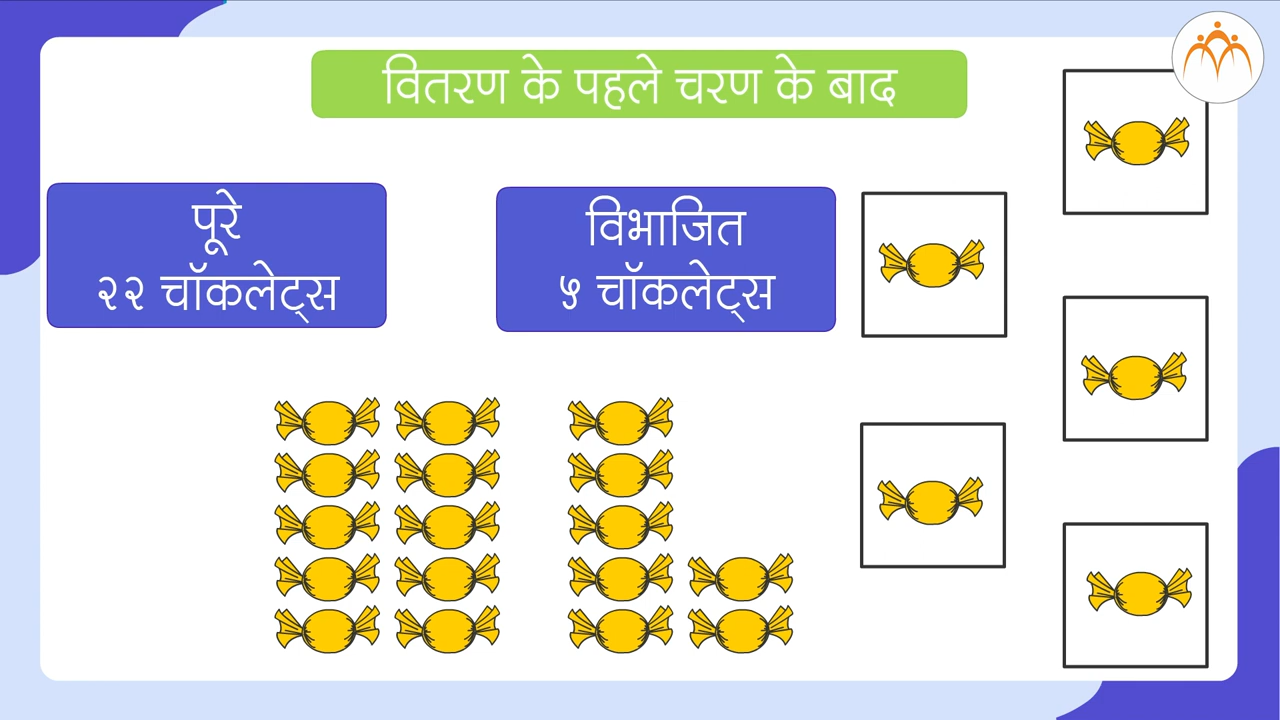 वितरण के पहले चरण के बाद
पूरे
२२ चॉकलेट्स
विभाजित
५ चॉकलेट्स